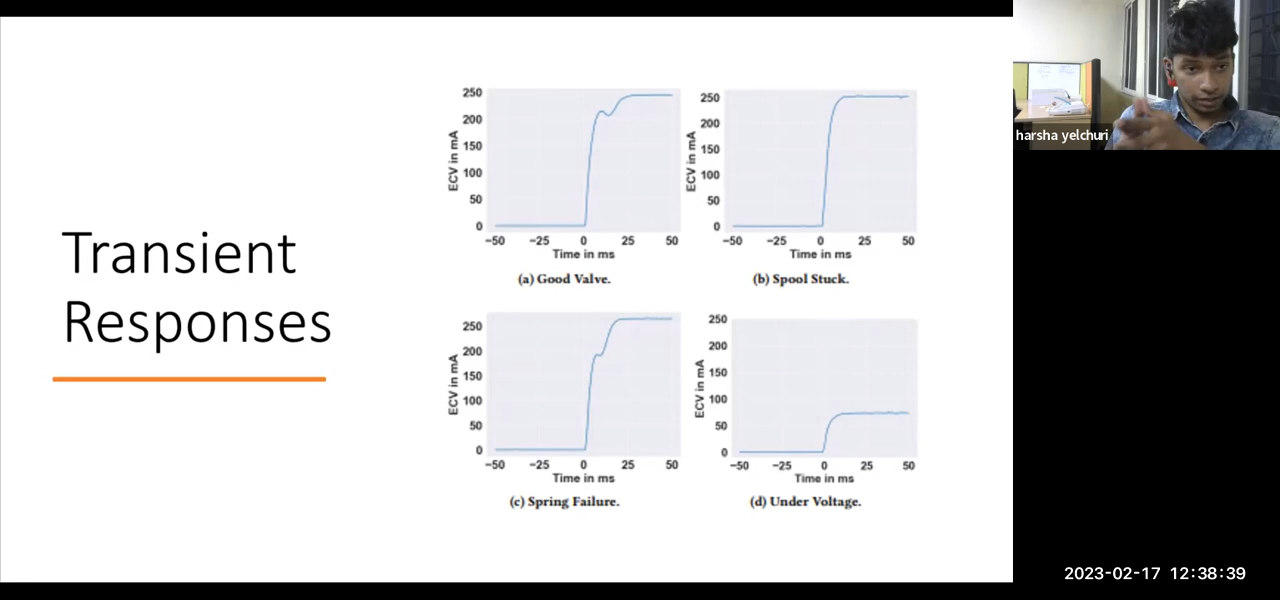 Transient
Responses
250
200
150
100
50
0
ECV in mA
−50 −25 0 25 50
Time in ms
(a) Good Valve.
250
200
150
100
50
0
ECV in mA
−50 −25 0 25 50
Time in ms
(b) Spool Stuck.
250
200
150
100
50
0
ECV in mA
−50 −25 0 25 50
Time in ms
(c) Spring Failure.
250
200
150
100
50
0
ECV in mA
−50 −25 0 25 50
Time in ms
(d) Under Voltage.
harsha yelchuri
2023-02-17 12:38:39